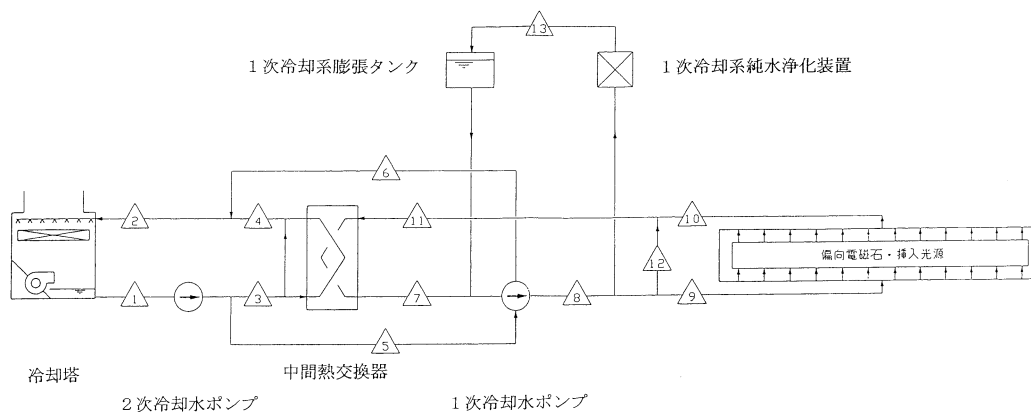 13
1次冷却系膨張タンク
1次冷却系純水浄化装置
6
2
4
11
10
偏向電磁石・挿入光源
12
1
3
7
8
9
5
冷却塔
中間熱交換器
2次冷却水ポンプ
1次冷却水ポンプ